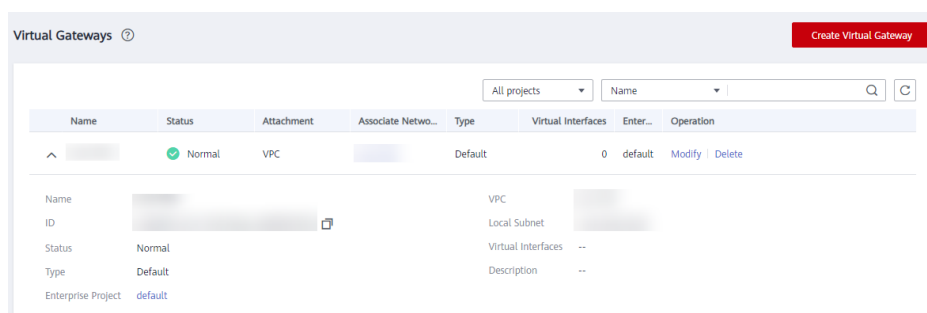 Virtual Gateways ?
Create Virtual Gateway
All projects Name
Name Status Attachment Associate Netwo... Type Virtual Interfaces Enter... Operation
Normal VPC Default 0 default Modify Delete
Name VPC
ID Local Subnet
Status Normal Virtual Interfaces --
Type Default Description --
Enterprise Project default